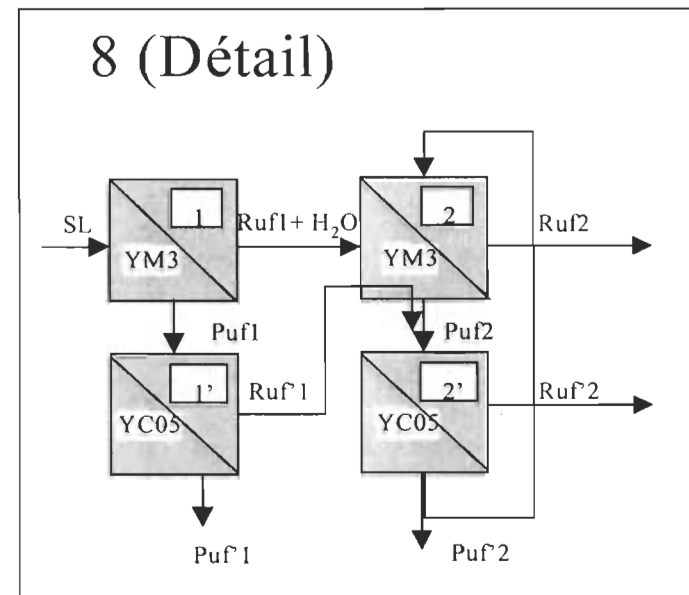 8 (Détail)
SL
1
YM3
Ruf1+ H₂O
2
YM3
Ruf2
Puf1
Puf2
1'
YC05
Ruf'1
2'
YC05
Ruf'2
Puf'1
Puf'2